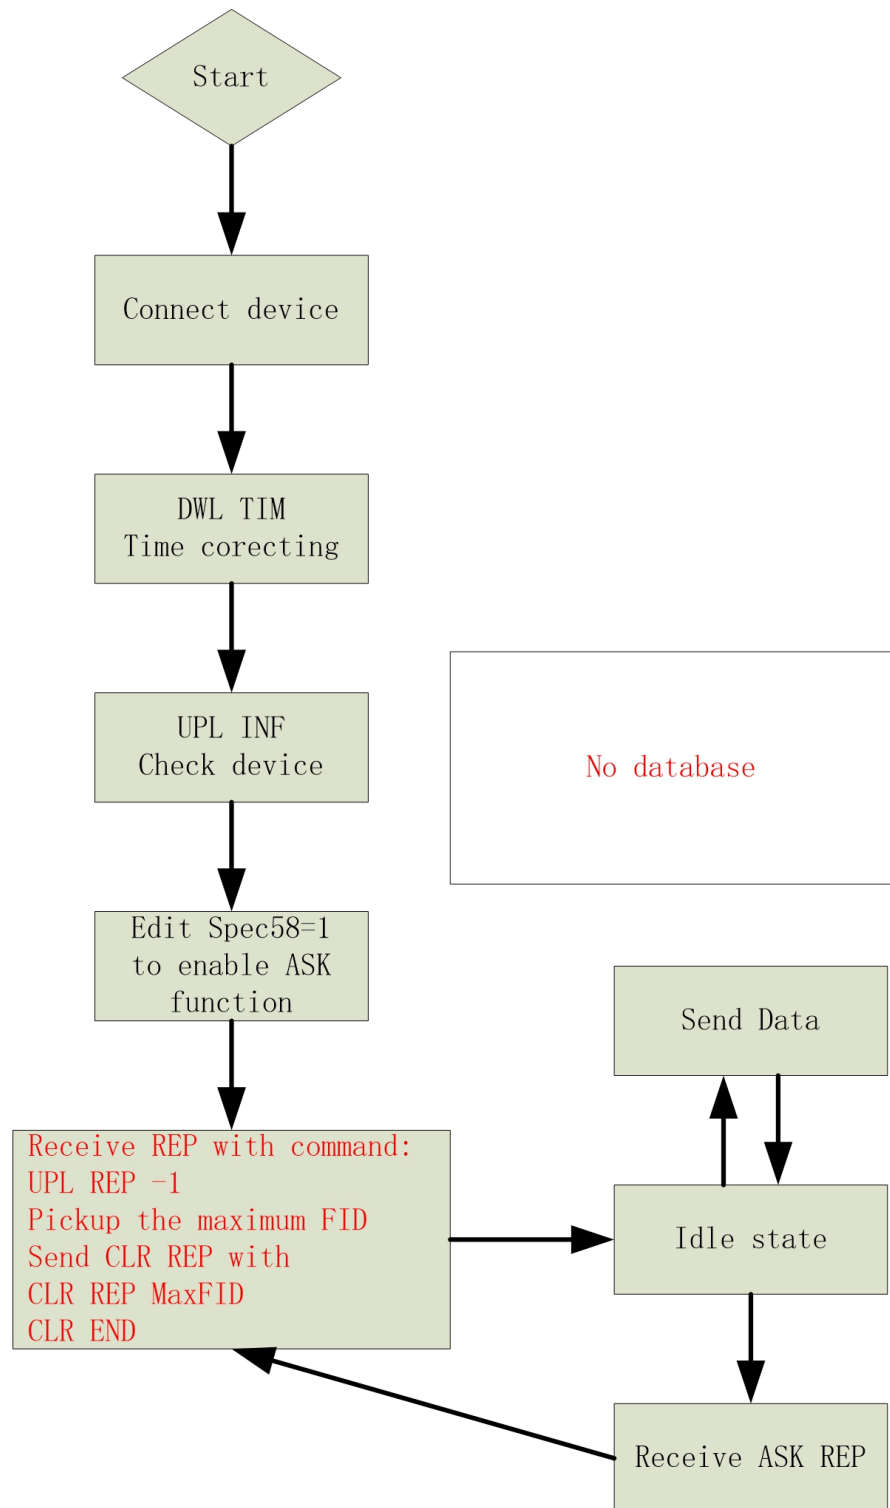 Start
Connect device
DWL TIM
Time corecting
UPL INF
Check device
No database
Edit Spec58=1
to enable ASK
function
Send Data
Receive REP with command:
UPL REP -1
Pickup the maximum FID
Send CLR REP with
CLR REP MaxFID
CLR END
Idle state
Receive ASK REP